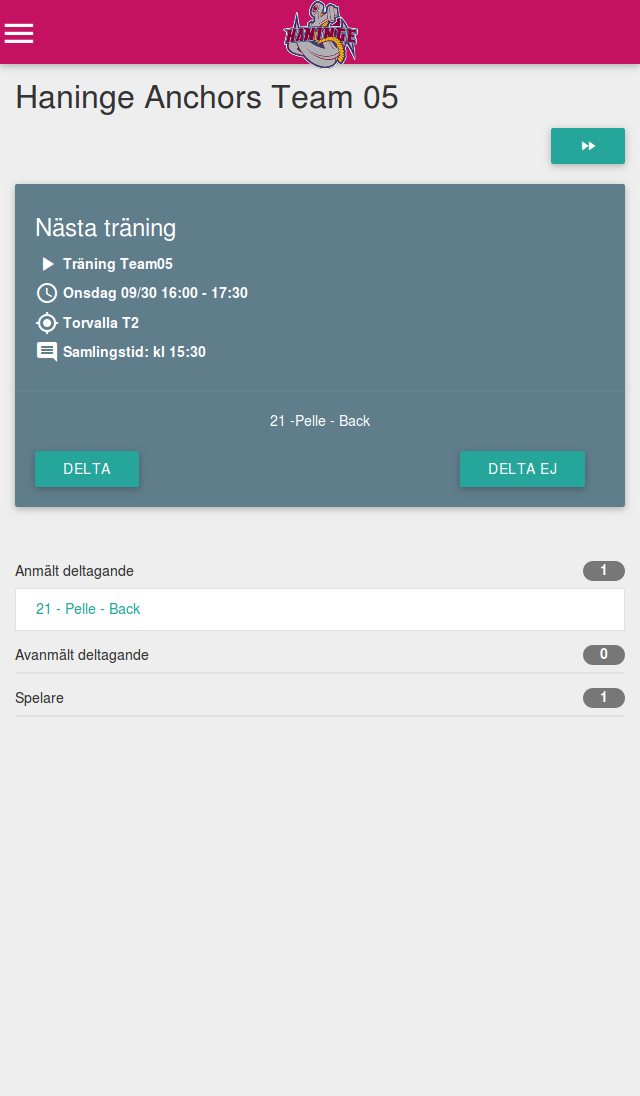 HANINGE
Haninge Anchors Team 05
Nästa träning
Träning Team05
Onsdag 09/30 16:00 - 17:30
Torvalla T2
Samlingstid: kl 15:30
21 -Pelle - Back
DELTA
DELTA EJ
Anmält deltagande 1
21 - Pelle - Back
Avanmält deltagande 0
Spelare 1